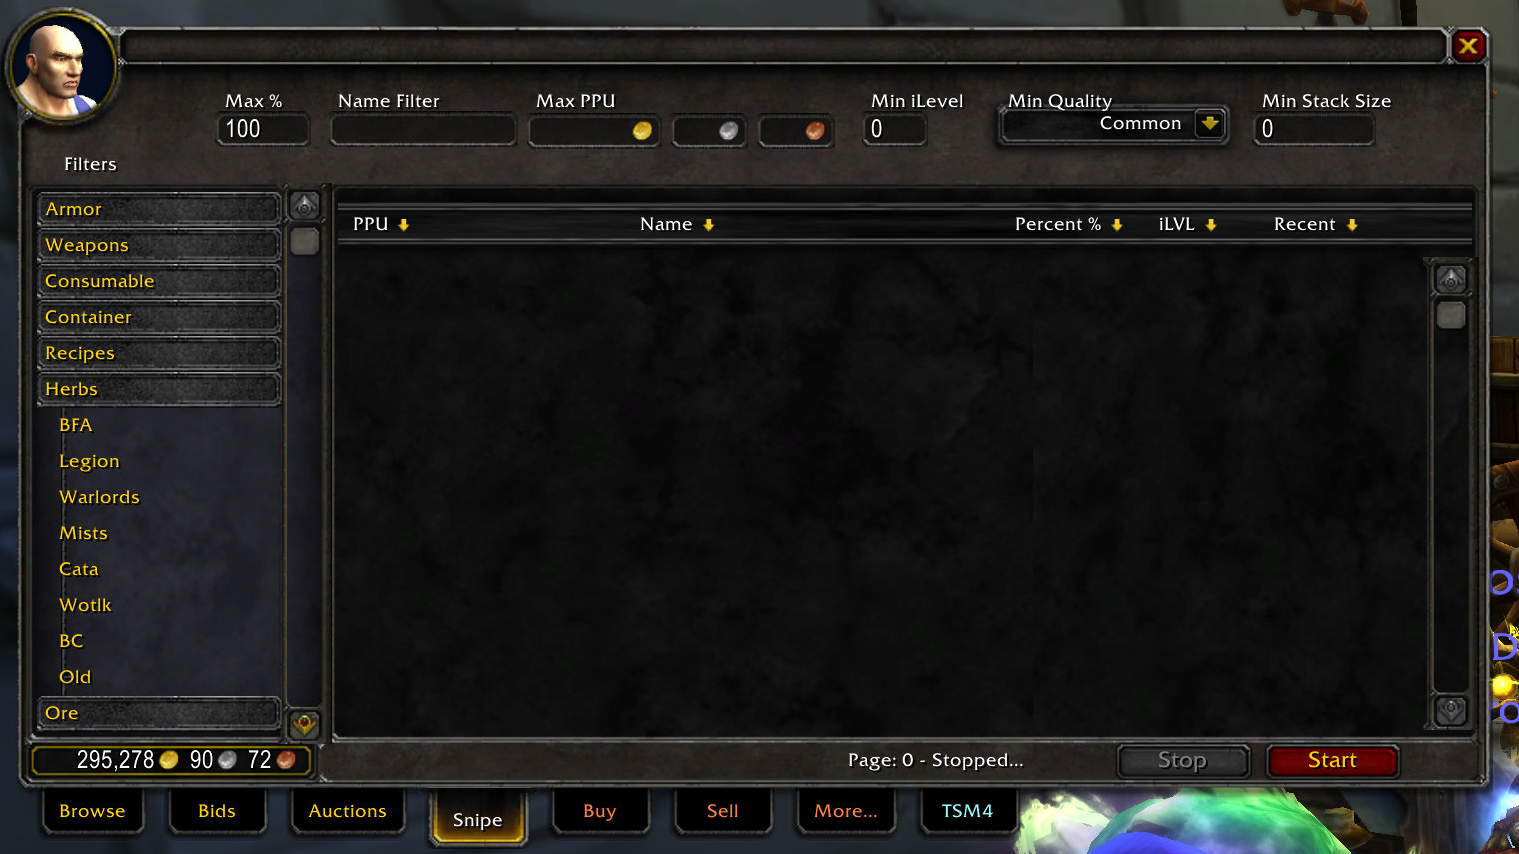 Max %
Name Filter
Max PPU
Min iLevel
Min Quality
Min Stack Size
100
0
Common
0
Filters
Armor
Weapons
Consumable
Container
Recipes
Herbs
BFA
Legion
Warlords
Mists
Cata
Wotlk
BC
Old
Ore
PPU
Name
Percent %
iLVL
Recent
295,278 90 72
Page: 0 - Stopped...
Stop
Start
Browse
Bids
Auctions
Snipe
Buy
Sell
More...
TSM4